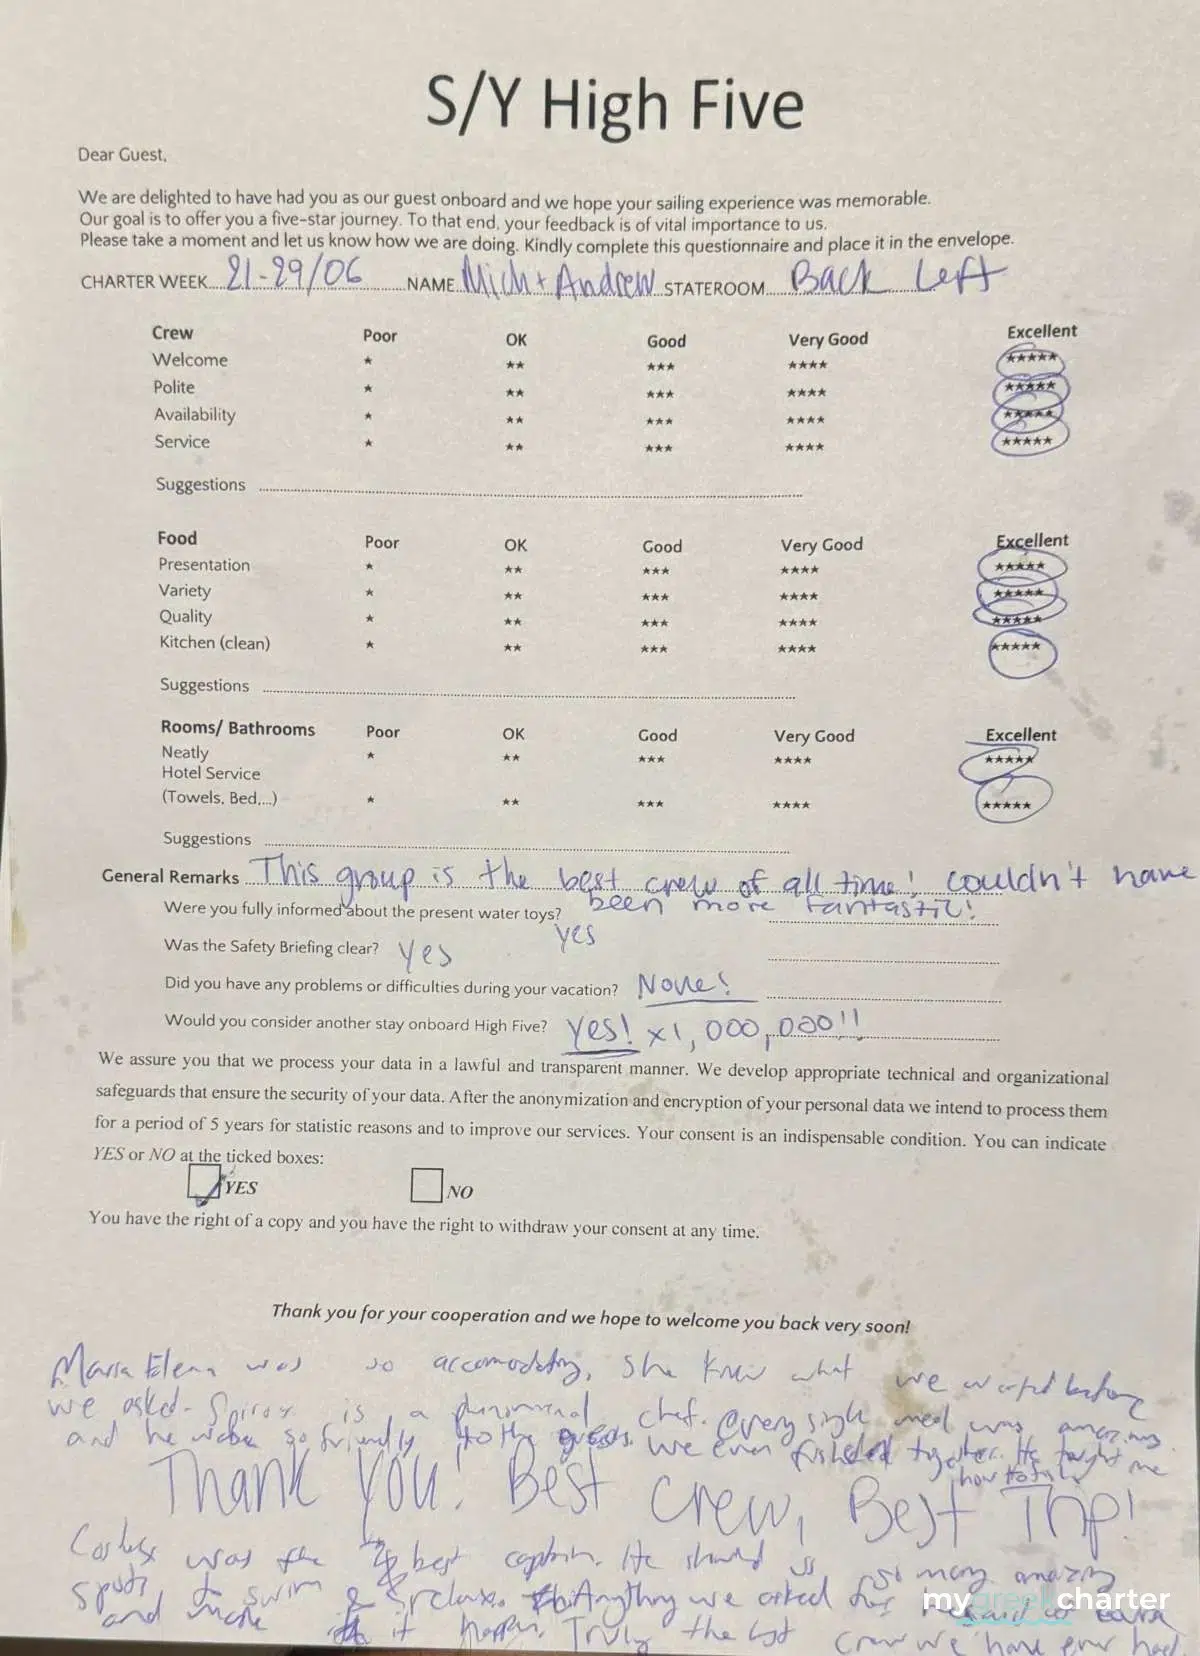 S/Y High Five
Dear Guest,
We are delighted to have had you as our guest onboard and we hope your sailing experience was memorable.
Our goal is to offer you a five-star journey. To that end, your feedback is of vital importance to us.
Please take a moment and let us know how we are doing. Kindly complete this questionnaire and place it in the envelope.
CHARTER WEEK 21-29/06 NAME Mich + Andrew STATEROOM Back Left
Crew Poor OK Good Very Good Excellent
Welcome * ** *** **** *****
Polite * ** *** **** *****
Availability * ** *** **** *****
Service * ** *** **** *****
Suggestions
Food Poor OK Good Very Good Excellent
Presentation * ** *** **** *****
Variety * ** *** **** *****
Quality * ** *** **** *****
Kitchen (clean) * ** *** **** *****
Suggestions
Rooms/ Bathrooms Poor OK Good Very Good Excellent
Neatly * ** *** **** *****
Hotel Service
(Towels, Bed,...) * ** *** **** *****
Suggestions
General Remarks This group is the best crew of all time! couldn't have
been more fantastic!
Were you fully informed about the present water toys? yes
Was the Safety Briefing clear? yes
Did you have any problems or difficulties during your vacation? None!
Would you consider another stay onboard High Five? yes! x1,000,000!!
We assure you that we process your data in a lawful and transparent manner. We develop appropriate technical and organizational
safeguards that ensure the security of your data. After the anonymization and encryption of your personal data we intend to process them
for a period of 5 years for statistic reasons and to improve our services. Your consent is an indispensable condition. You can indicate
YES or NO at the ticked boxes:
YES NO
You have the right of a copy and you have the right to withdraw your consent at any time.
Thank you for your cooperation and we hope to welcome you back very soon!
Maria Elena was so accomodating, she knew what we wanted before
we asked. Spiros is a chef. every single meal was amazing
and he was so friendly to the guests. we even fished together. He taught me
how to
Thank you! Best crew, Best Trip!
was the best captain. He showed us so many amazing
spots to swim & relax. Anything we asked for he said
and made it happen. Truly the best crew we have ever had
mygreekcharter